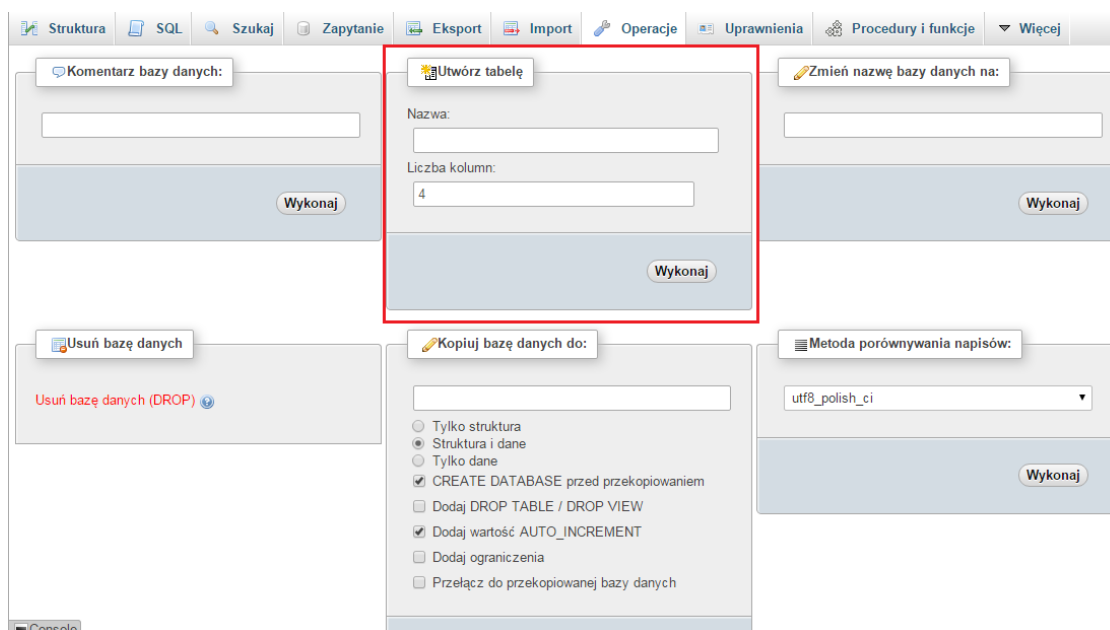 Struktura SQL Szukaj Zapytanie Eksport Import Operacje Uprawnienia Procedury i funkcje Więcej
Komentarz bazy danych:
Wykonaj
Utwórz tabelę
Nazwa:
Liczba kolumn:
4
Wykonaj
Zmień nazwę bazy danych na:
Wykonaj
Usuń bazę danych
Usuń bazę danych (DROP)
Kopiuj bazę danych do:
Tylko struktura
Struktura i dane
Tylko dane
CREATE DATABASE przed przekopiowaniem
Dodaj DROP TABLE / DROP VIEW
Dodaj wartość AUTO_INCREMENT
Dodaj ograniczenia
Przełącz do przekopiowanej bazy danych
Metoda porównywania napisów:
utf8_polish_ci
Wykonaj
Console